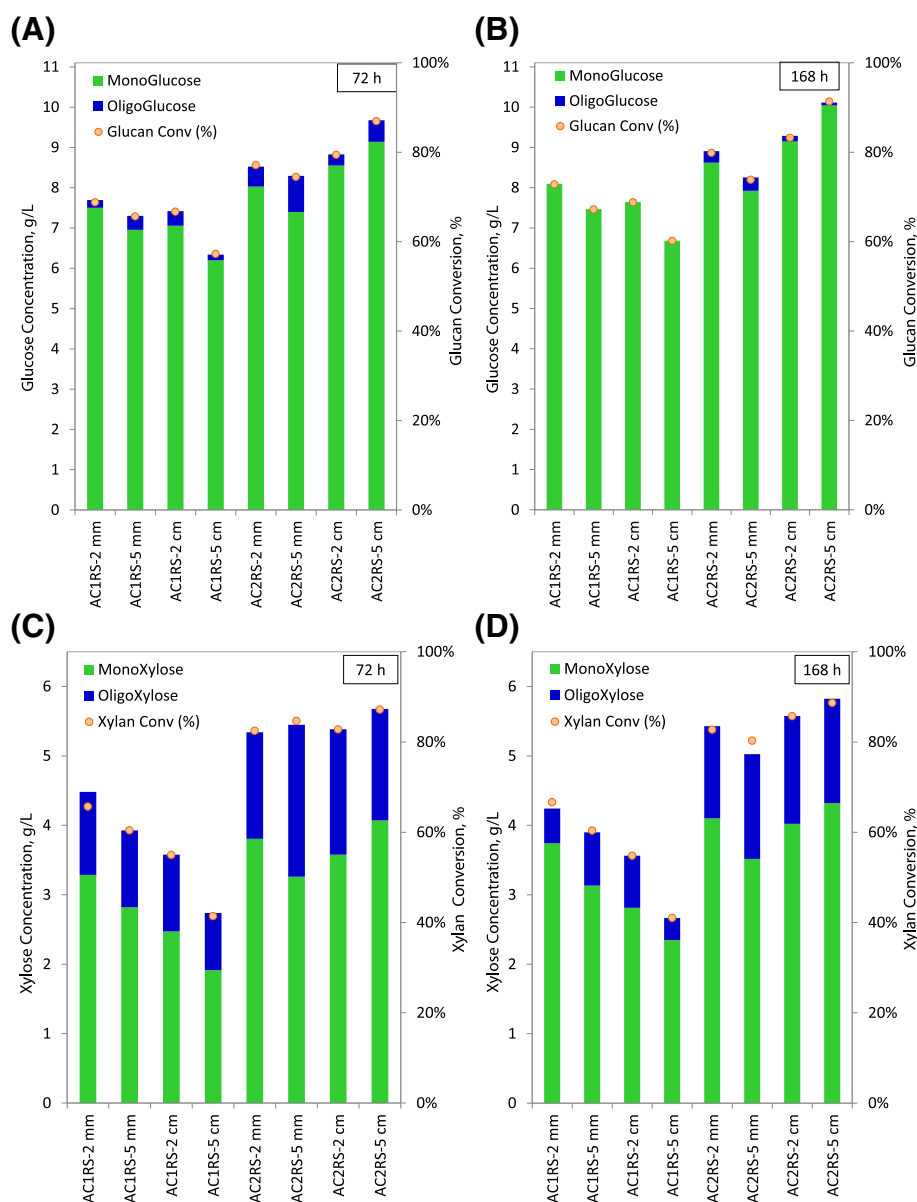 (A)
MonoGlucose
OligoGlucose
Glucan Conv (%)
72 h
Glucose Concentration, g/L
11
10
9
8
7
6
5
4
3
2
1
0
100%
80%
60%
40%
20%
0%
Glucan Conversion, %
AC1RS-2 mm
AC1RS-5 mm
AC1RS-2 cm
AC1RS-5 cm
AC2RS-2 mm
AC2RS-5 mm
AC2RS-2 cm
AC2RS-5 cm
(B)
MonoGlucose
OligoGlucose
Glucan Conv (%)
168 h
Glucose Concentration, g/L
11
10
9
8
7
6
5
4
3
2
1
0
100%
80%
60%
40%
20%
0%
Glucan Conversion, %
AC1RS-2 mm
AC1RS-5 mm
AC1RS-2 cm
AC1RS-5 cm
AC2RS-2 mm
AC2RS-5 mm
AC2RS-2 cm
AC2RS-5 cm
(C)
MonoXylose
OligoXylose
Xylan Conv (%)
72 h
Xylose Concentration, g/L
6
5
4
3
2
1
0
100%
80%
60%
40%
20%
0%
Xylan Conversion, %
AC1RS-2 mm
AC1RS-5 mm
AC1RS-2 cm
AC1RS-5 cm
AC2RS-2 mm
AC2RS-5 mm
AC2RS-2 cm
AC2RS-5 cm
(D)
MonoXylose
OligoXylose
Xylan Conv (%)
168 h
Xylose Concentration, g/L
6
5
4
3
2
1
0
100%
80%
60%
40%
20%
0%
Xylan Conversion, %
AC1RS-2 mm
AC1RS-5 mm
AC1RS-2 cm
AC1RS-5 cm
AC2RS-2 mm
AC2RS-5 mm
AC2RS-2 cm
AC2RS-5 cm